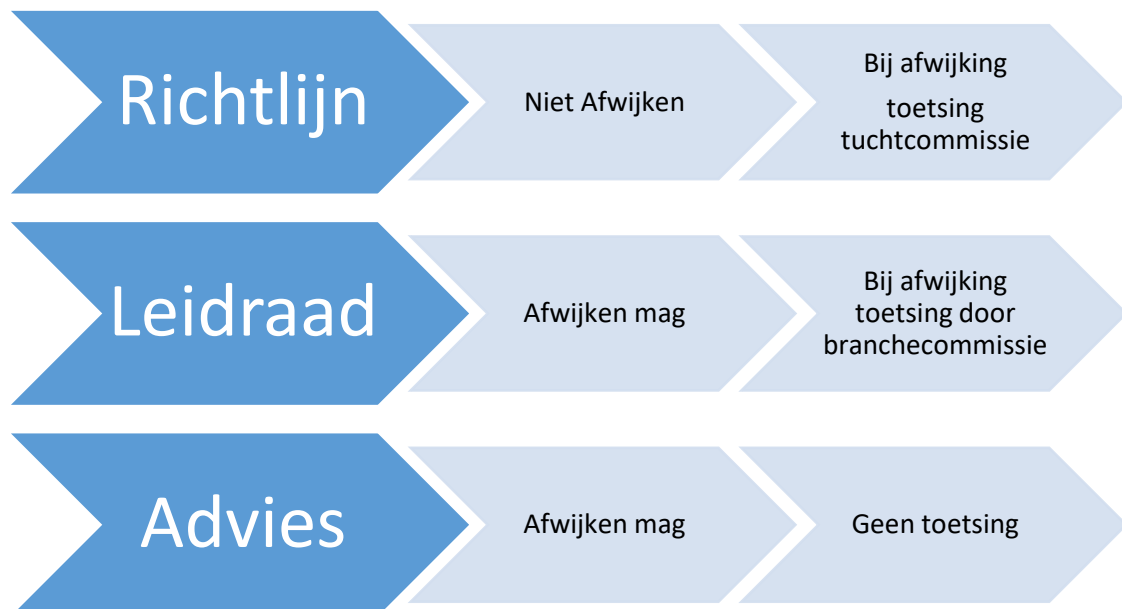 Richtlijn
Niet Afwijken
Bij afwijking
toetsing
tuchtcommissie
Leidraad
Afwijken mag
Bij afwijking
toetsing door
branchecommissie
Advies
Afwijken mag
Geen toetsing